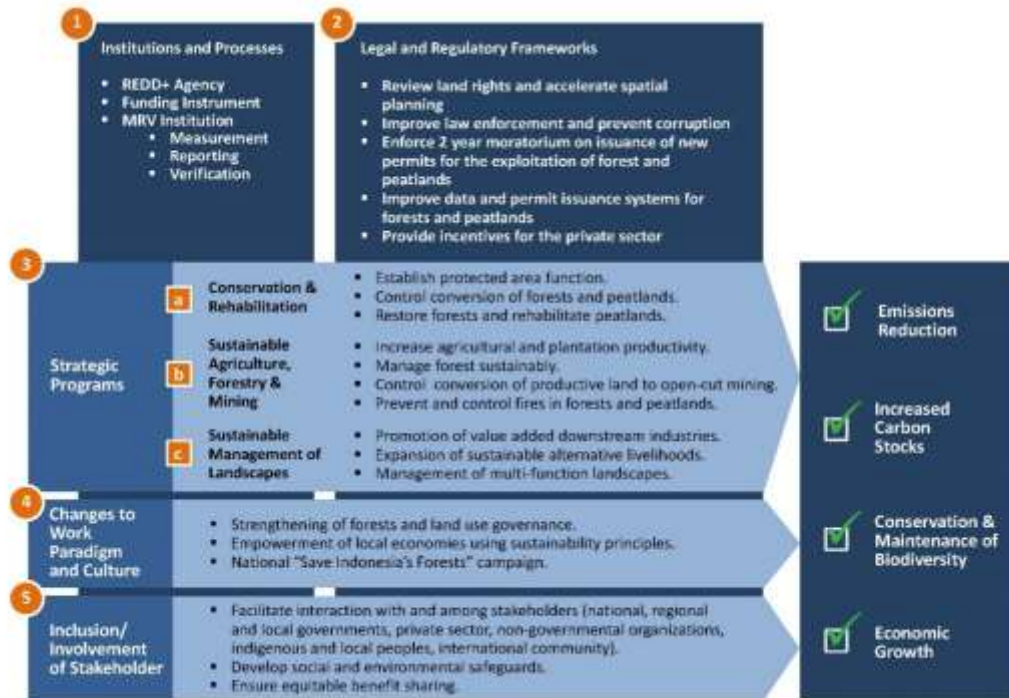 1
Institutions and Processes
▪ REDD+ Agency
▪ Funding Instrument
▪ MRV Institution
▪ Measurement
▪ Reporting
▪ Verification
2
Legal and Regulatory Frameworks
▪ Review land rights and accelerate spatial
planning
▪ Improve law enforcement and prevent corruption
▪ Enforce 2 year moratorium on issuance of new
permits for the exploitation of forest and
peatlands
▪ Improve data and permit issuance systems for
forests and peatlands
▪ Provide incentives for the private sector
3
Strategic
Programs
a
Conservation &
Rehabilitation
▪ Establish protected area function.
▪ Control conversion of forests and peatlands.
▪ Restore forests and rehabilitate peatlands.
b
Sustainable
Agriculture,
Forestry &
Mining
▪ Increase agricultural and plantation productivity.
▪ Manage forest sustainably.
▪ Control conversion of productive land to open-cut mining.
▪ Prevent and control fires in forests and peatlands.
c
Sustainable
Management of
Landscapes
▪ Promotion of value added downstream industries.
▪ Expansion of sustainable alternative livelihoods.
▪ Management of multi-function landscapes.
4
Changes to
Work
Paradigm
and Culture
▪ Strengthening of forests and land use governance.
▪ Empowerment of local economies using sustainability principles.
▪ National "Save Indonesia's Forests" campaign.
5
Inclusion/
Involvement
of Stakeholder
▪ Facilitate interaction with and among stakeholders (national, regional
and local governments, private sector, non-governmental organizations,
indigenous and local peoples, international community).
▪ Develop social and environmental safeguards.
▪ Ensure equitable benefit sharing.
Emissions
Reduction
Increased
Carbon
Stocks
Conservation &
Maintenance of
Biodiversity
Economic
Growth